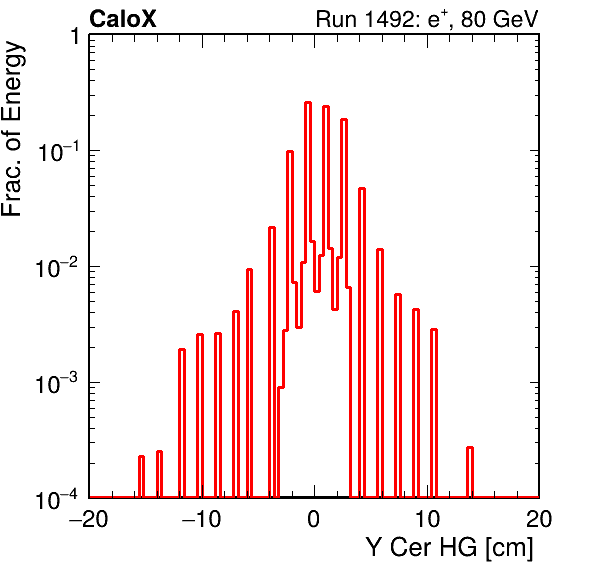 CaloX Run 1492: e⁺, 80 GeV
Frac. of Energy
1
10⁻¹
10⁻²
10⁻³
10⁻⁴
−20 −10 0 10 20
Y Cer HG [cm]